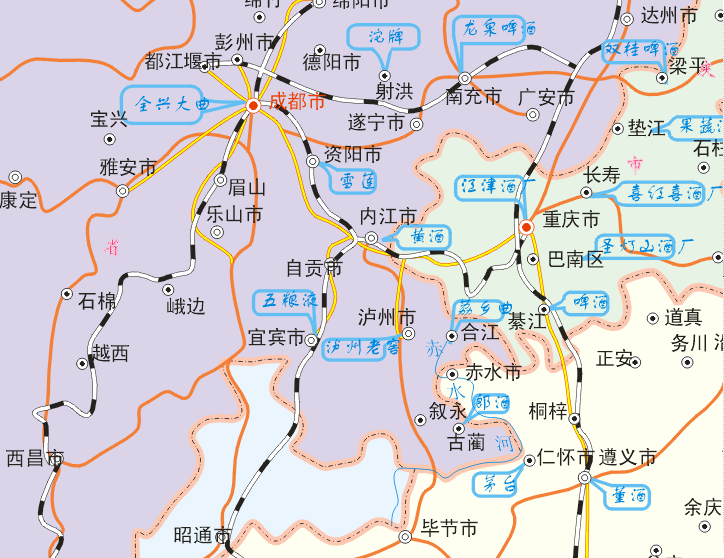 绵阳市
达州市
龙泉啤酒
沱牌
彭州市
双桂啤酒
都江堰市
德阳市
梁平
射洪
南充市
广安市
全兴大曲
成都市
宝兴
遂宁市
垫江
果蔬酒
石柱
资阳市
雅安市
市
雪莲
江津酒厂
长寿
喜红喜酒厂
康定
眉山
乐山市
内江市
重庆市
黄酒
圣灯山酒厂
省
巴南区
自贡市
石棉
峨边
五粮液
荔乡曲
啤酒
泸州市
綦江
道真
宜宾市
合江
务川
泸州老窖
赤
越西
正安
赤水市
水
郎酒
叙永
桐梓
古蔺
河
西昌市
仁怀市
遵义市
茅台
董酒
余庆
昭通市
毕节市